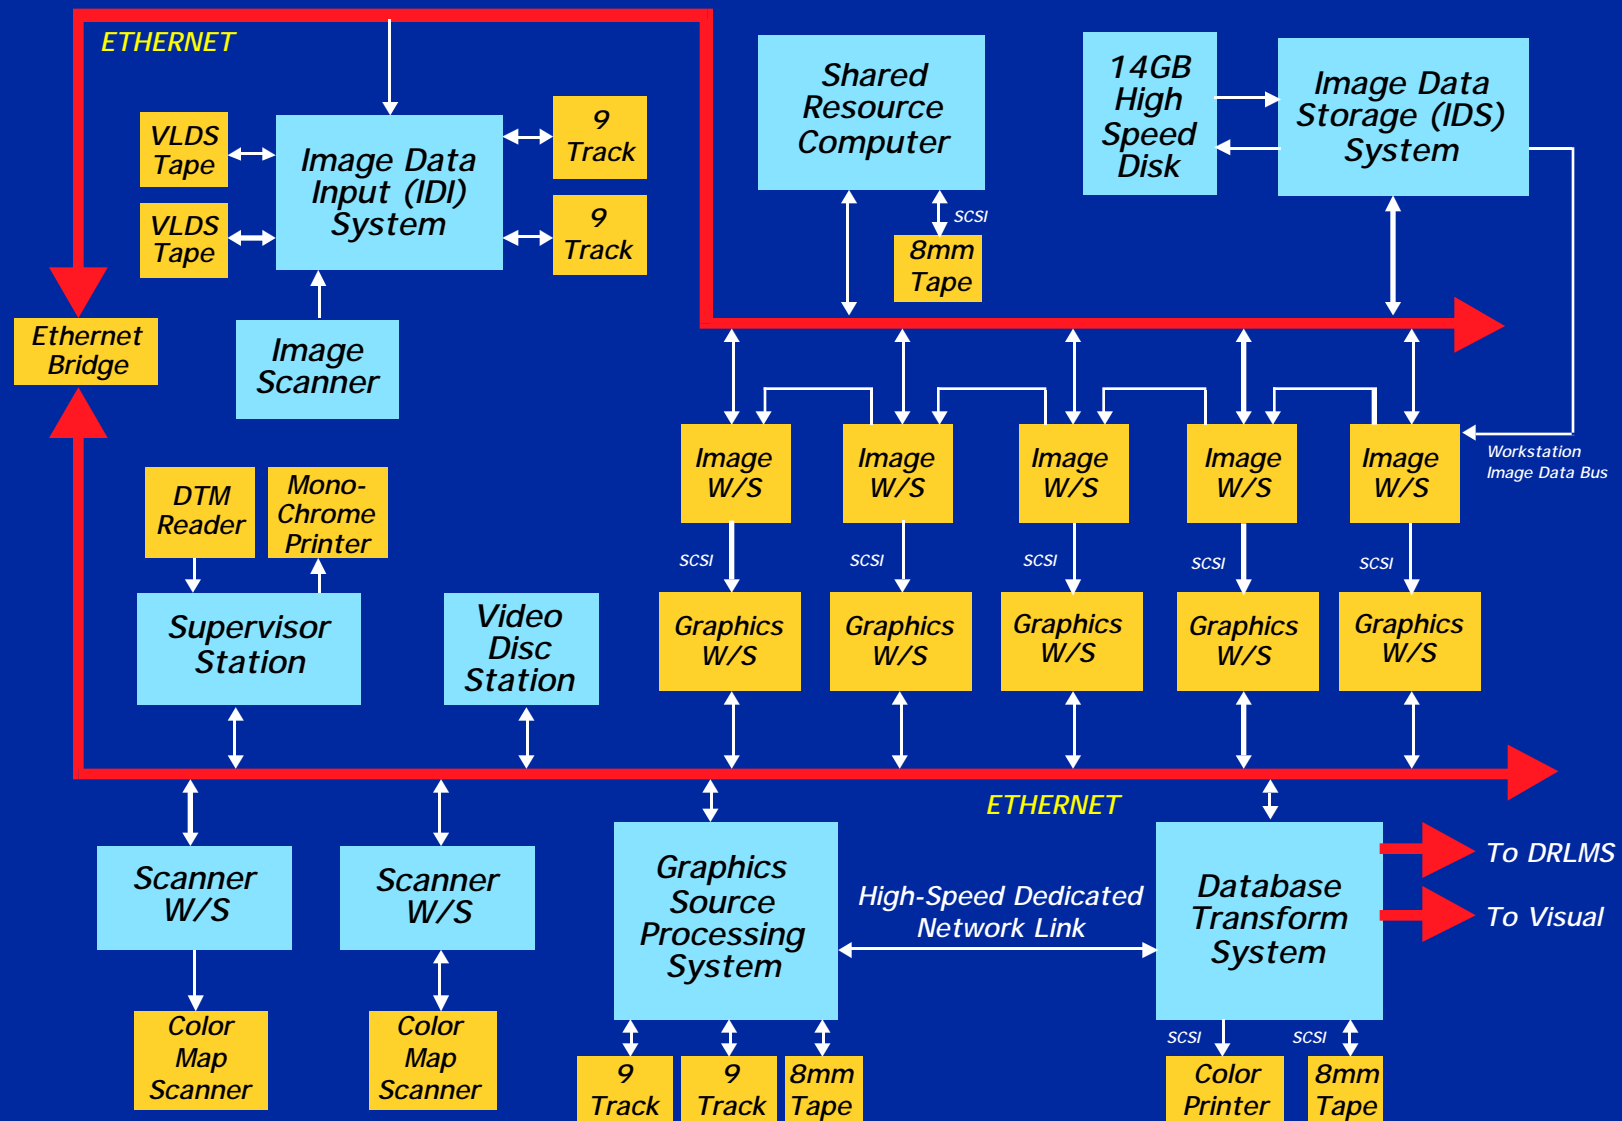 ETHERNET
VLDS
Tape
VLDS
Tape
Image Data
Input (IDI)
System
9
Track
9
Track
Shared
Resource
Computer
SCSI
8mm
Tape
14GB
High
Speed
Disk
Image Data
Storage (IDS)
System
Ethernet
Bridge
Image
Scanner
Image
W/S
Image
W/S
Image
W/S
Image
W/S
Image
W/S
Workstation
Image Data Bus
SCSI
SCSI
SCSI
SCSI
SCSI
DTM
Reader
Mono-
Chrome
Printer
Supervisor
Station
Video
Disc
Station
Graphics
W/S
Graphics
W/S
Graphics
W/S
Graphics
W/S
Graphics
W/S
ETHERNET
Scanner
W/S
Scanner
W/S
Graphics
Source
Processing
System
High-Speed Dedicated
Network Link
Database
Transform
System
To DRLMS
To Visual
Color
Map
Scanner
Color
Map
Scanner
9
Track
9
Track
8mm
Tape
SCSI
Color
Printer
SCSI
8mm
Tape